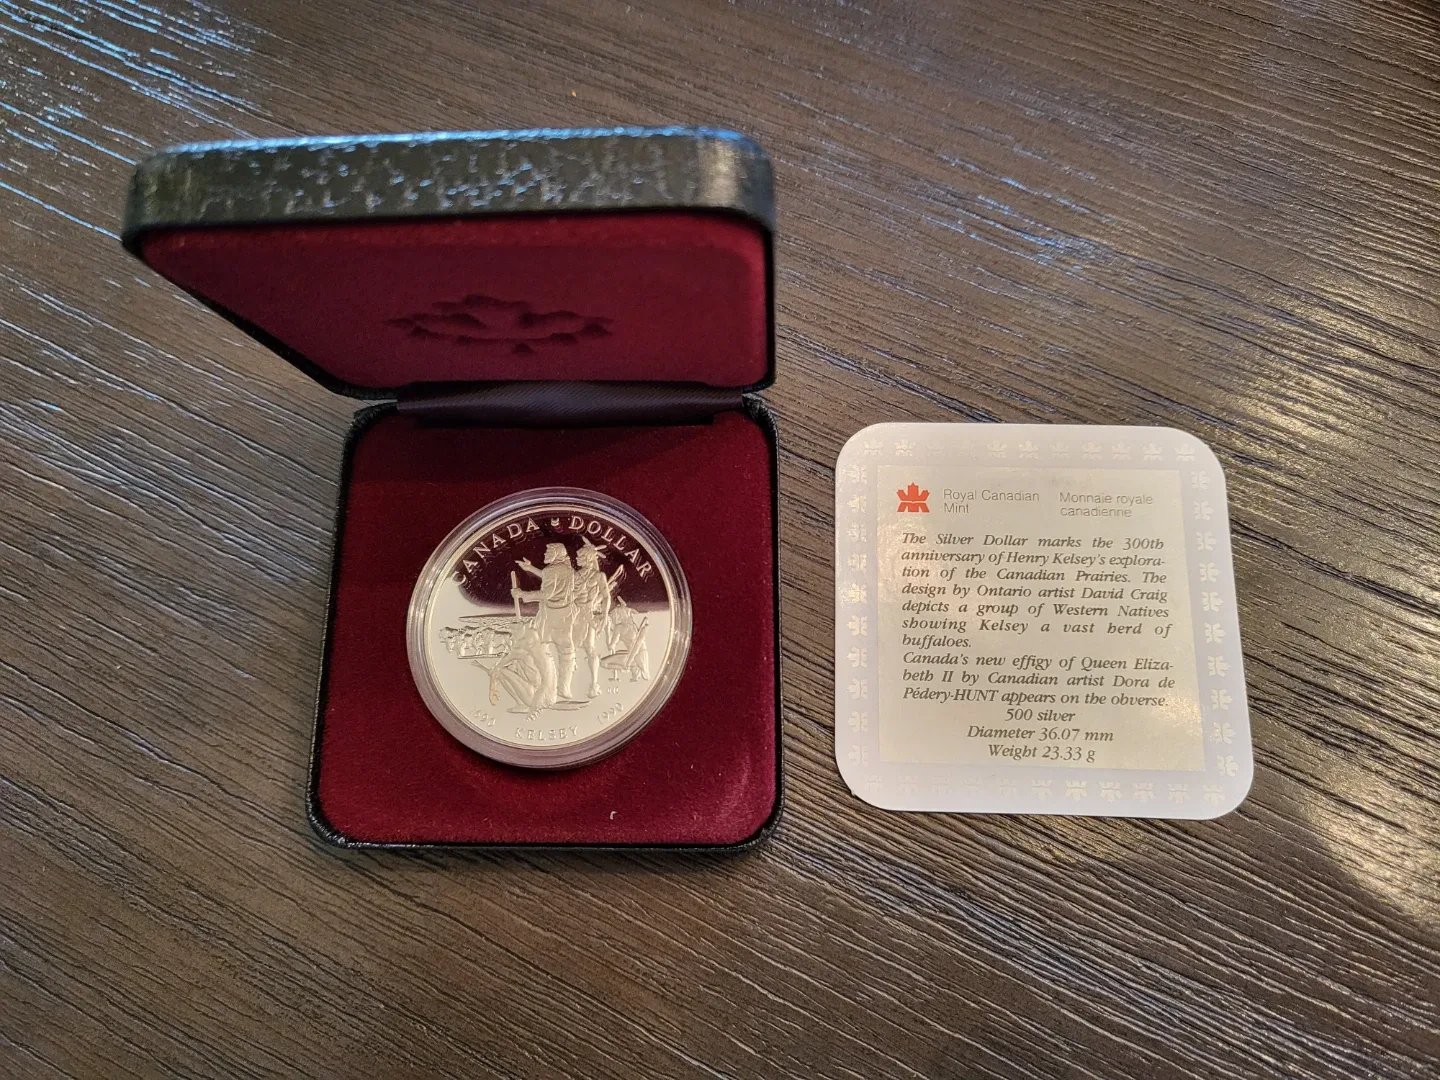 CANADA DOLLAR
1990
KELSEY
Royal Canadian Mint
Monnaie royale canadienne
The Silver Dollar marks the 300th
anniversary of Henry Kelsey's explora-
tion of the Canadian Prairies. The
design by Ontario artist David Craig
depicts a group of Western Natives
showing Kelsey a vast herd of
buffaloes.
Canada's new effigy of Queen Eliza-
beth II by Canadian artist Dora de
Pédery-HUNT appears on the obverse.
500 silver
Diameter 36.07 mm
Weight 23.33 g